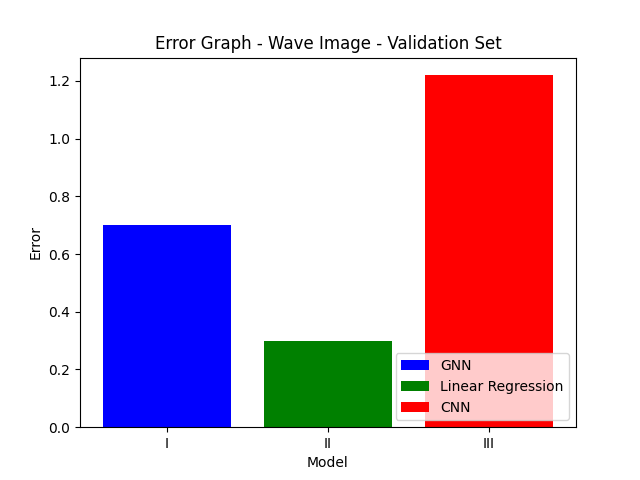 Error Graph - Wave Image - Validation Set
Error
1.2
1.0
0.8
0.6
0.4
0.2
0.0
GNN
Linear Regression
CNN
I
II
III
Model